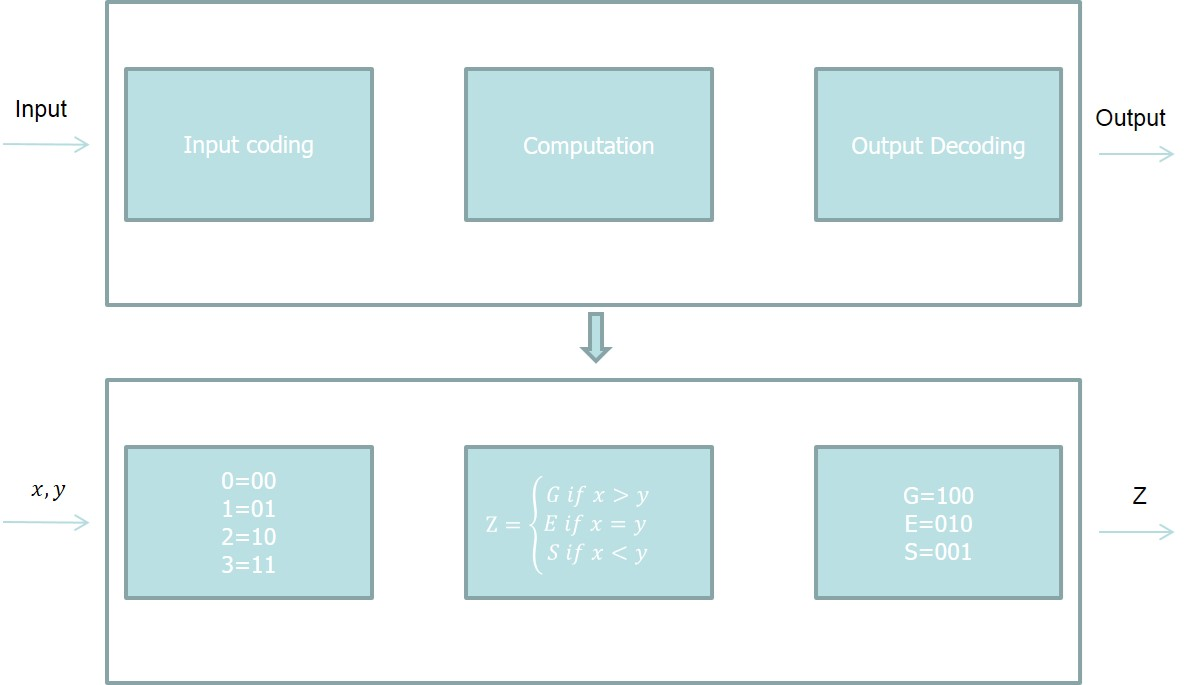 Input
Input coding
Computation
Output Decoding
Output
x, y
0=00
1=01
2=10
3=11
Z = { G if x > y
E if x = y
S if x < y
G=100
E=010
S=001
Z